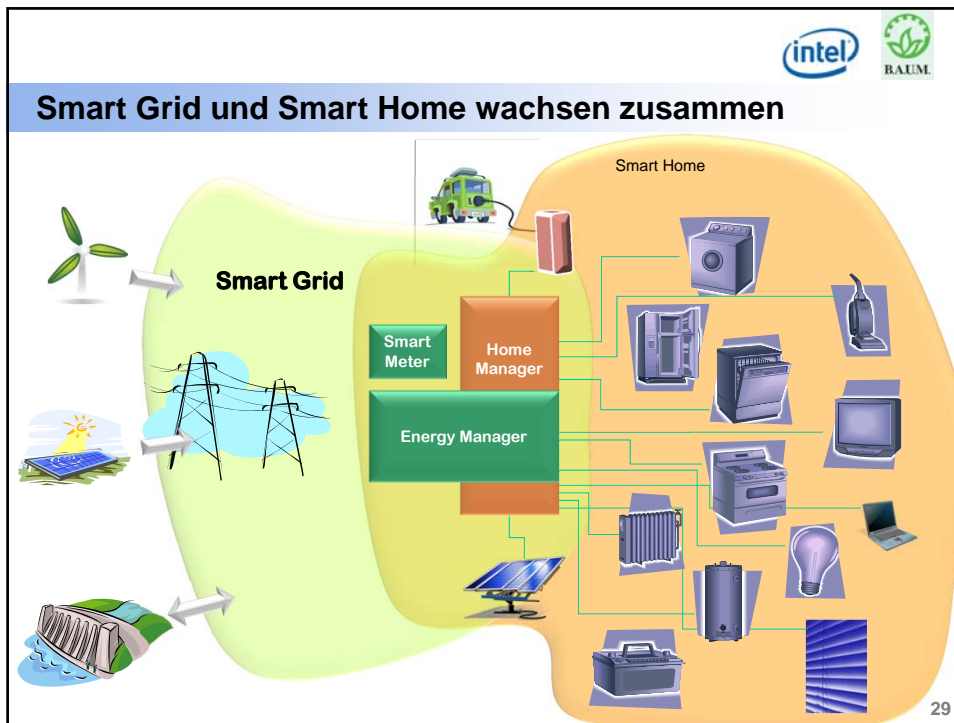 intel
B.A.U.M.
Smart Grid und Smart Home wachsen zusammen
Smart Home
Smart Grid
Smart
Meter
Home
Manager
Energy Manager
29